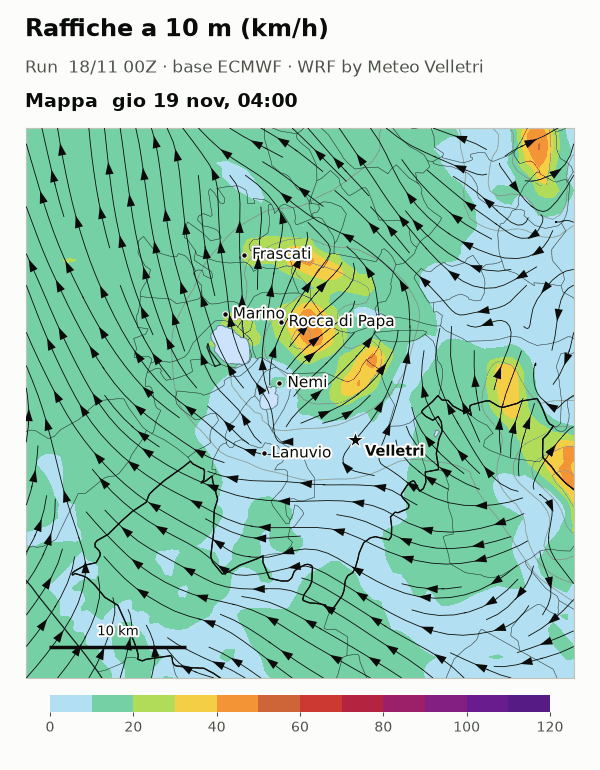 Raffiche a 10 m (km/h)
Run  18/11 00Z · base ECMWF · WRF by Meteo Velletri
Mappa  gio 19 nov, 04:00
Frascati
Marino
Rocca di Papa
Nemi
Velletri
Lanuvio
10 km
0 20 40 60 80 100 120